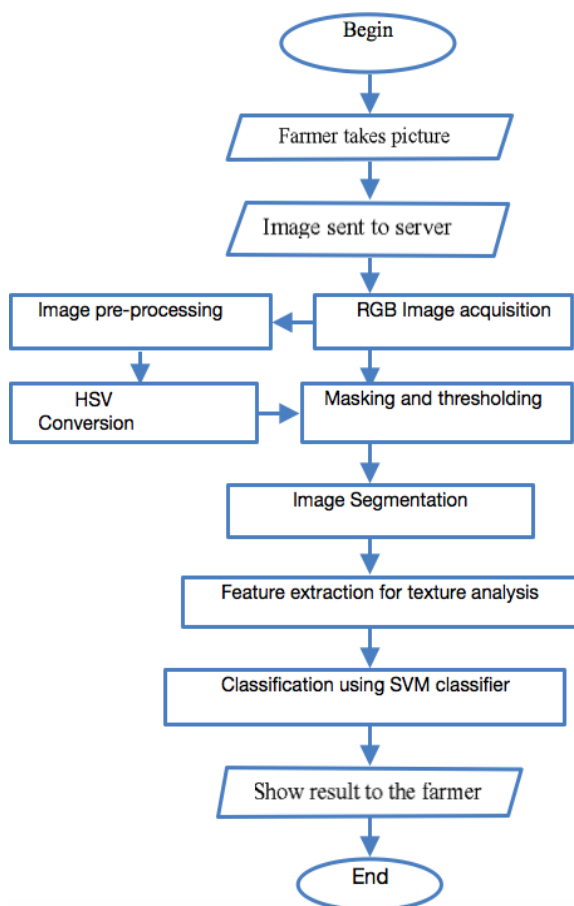 Begin
Farmer takes picture
Image sent to server
Image pre-processing
RGB Image acquisition
HSV
Conversion
Masking and thresholding
Image Segmentation
Feature extraction for texture analysis
Classification using SVM classifier
Show result to the farmer
End